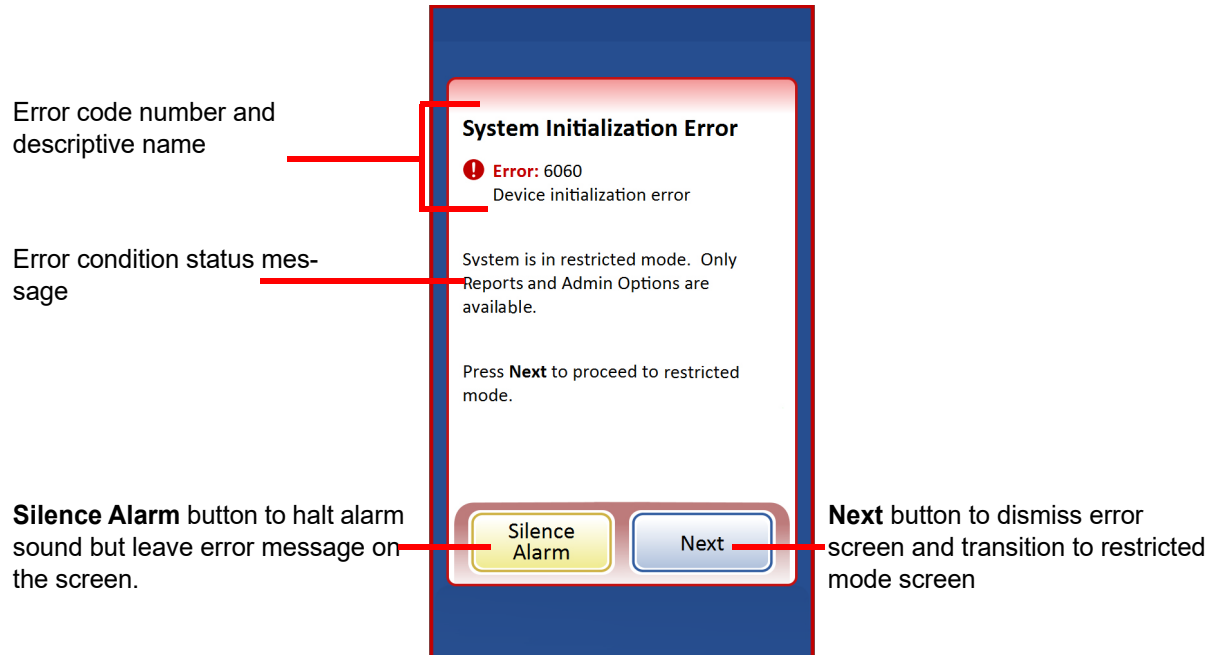 Error code number and
descriptive name
System Initialization Error
Error: 6060
Device initialization error
Error condition status mes-
sage
System is in restricted mode.  Only
Reports and Admin Options are
available.
Press Next to proceed to restricted
mode.
Silence Alarm button to halt alarm
sound but leave error message on
the screen.
Silence
Alarm
Next
Next button to dismiss error
screen and transition to restricted
mode screen